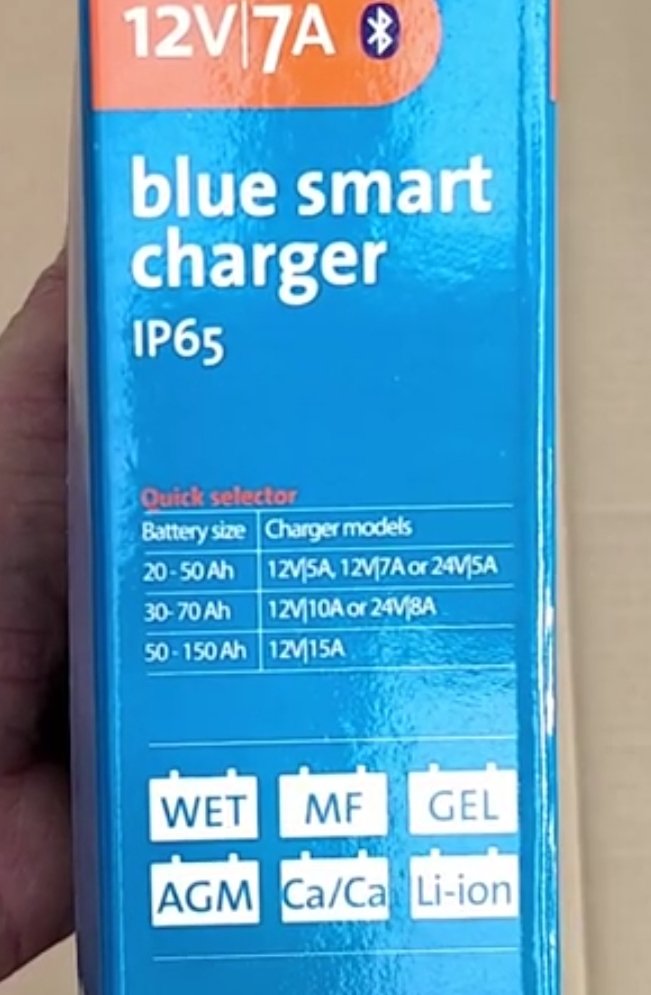 12V|7A
blue smart
charger
IP65
Quick selector
Battery size Charger models
20 - 50 Ah 12V|5A, 12V|7A or 24V|5A
30- 70 Ah 12V|10A or 24V|8A
50 - 150 Ah 12V|15A
WET MF GEL
AGM Ca/Ca Li-ion